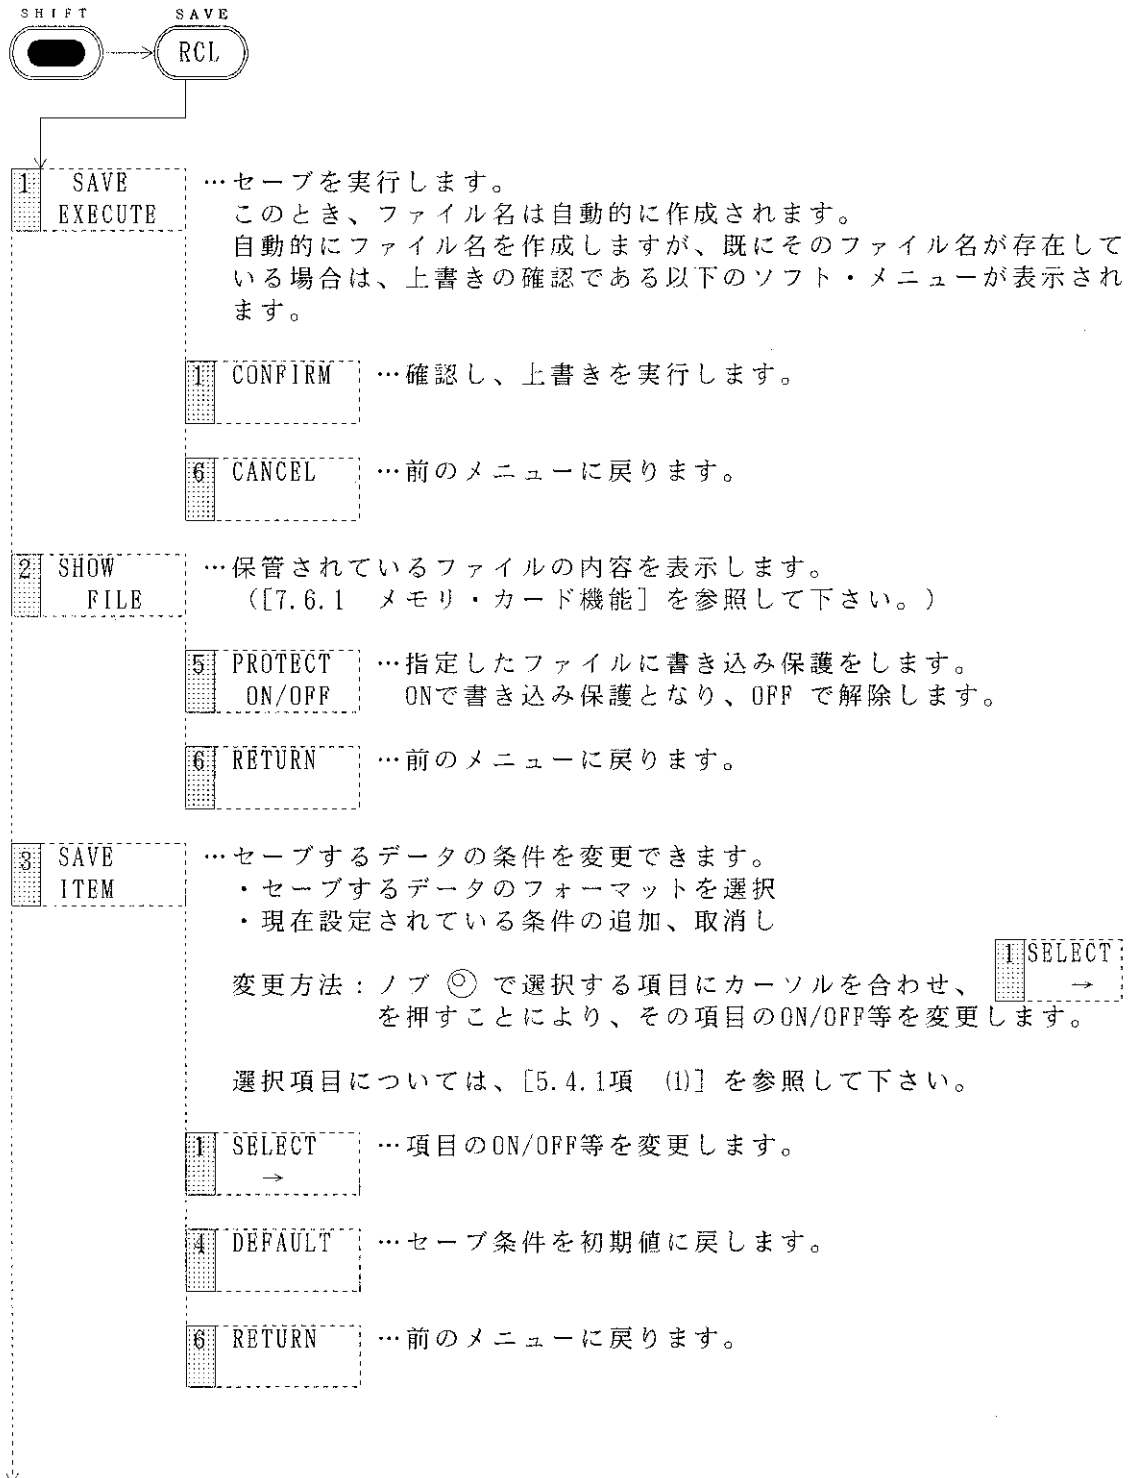 SHIFT SAVE
RCL
1 SAVE …セーブを実行します。
EXECUTE このとき、ファイル名は自動的に作成されます。
自動的にファイル名を作成しますが、既にそのファイル名が存在して
いる場合は、上書きの確認である以下のソフト・メニューが表示され
ます。
1 CONFIRM …確認し、上書きを実行します。
6 CANCEL …前のメニューに戻ります。
2 SHOW …保管されているファイルの内容を表示します。
FILE ([7.6.1 メモリ・カード機能]を参照して下さい。)
5 PROTECT …指定したファイルに書き込み保護をします。
ON/OFF ONで書き込み保護となり、OFF で解除します。
6 RETURN …前のメニューに戻ります。
3 SAVE …セーブするデータの条件を変更できます。
ITEM ・セーブするデータのフォーマットを選択
・現在設定されている条件の追加、取消し
変更方法:ノブ ◎ で選択する項目にカーソルを合わせ、 1 SELECT →
を押すことにより、その項目のON/OFF等を変更します。
選択項目については、[5.4.1項 (1)] を参照して下さい。
1 SELECT …項目のON/OFF等を変更します。
→
4 DEFAULT …セーブ条件を初期値に戻します。
6 RETURN …前のメニューに戻ります。